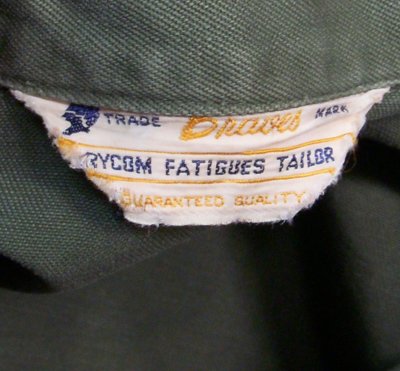 TRADE Braves MARK
RYCOM FATIGUES TAILOR
GUARANTEED QUALITY